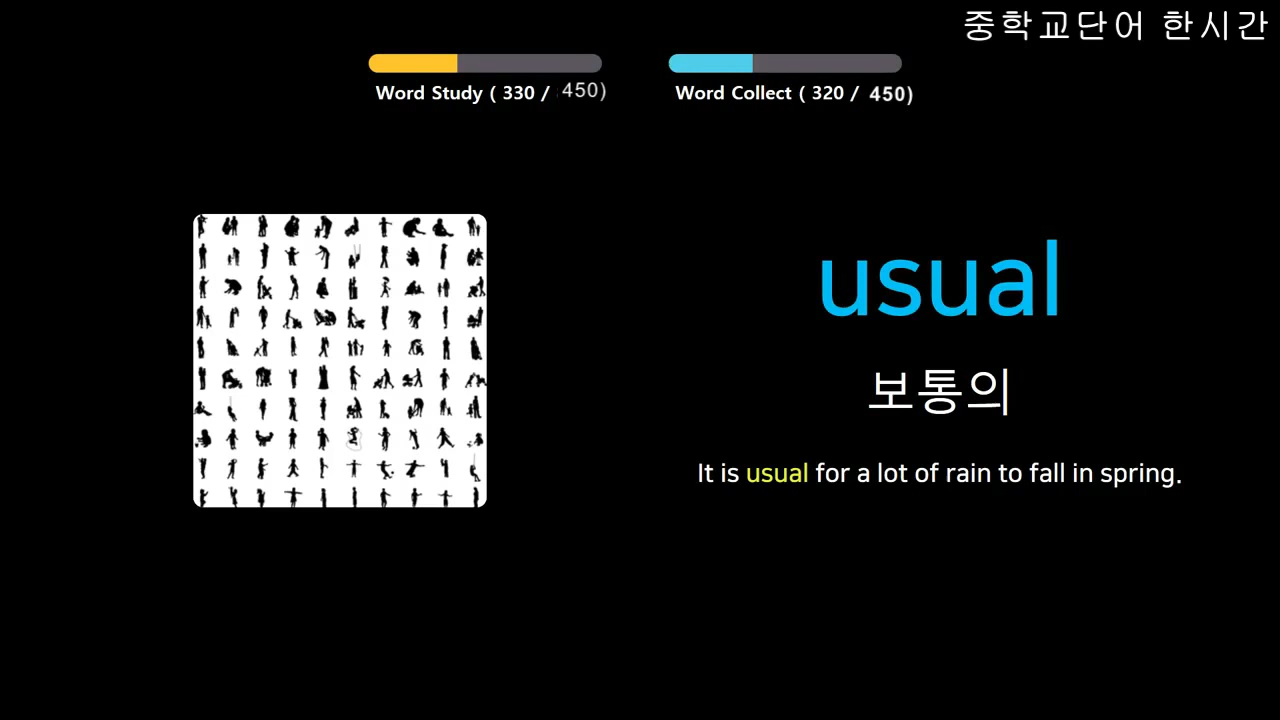 중학교단어 한시간
Word Study ( 330 / 450)
Word Collect ( 320 / 450)
usual
보통의
It is usual for a lot of rain to fall in spring.